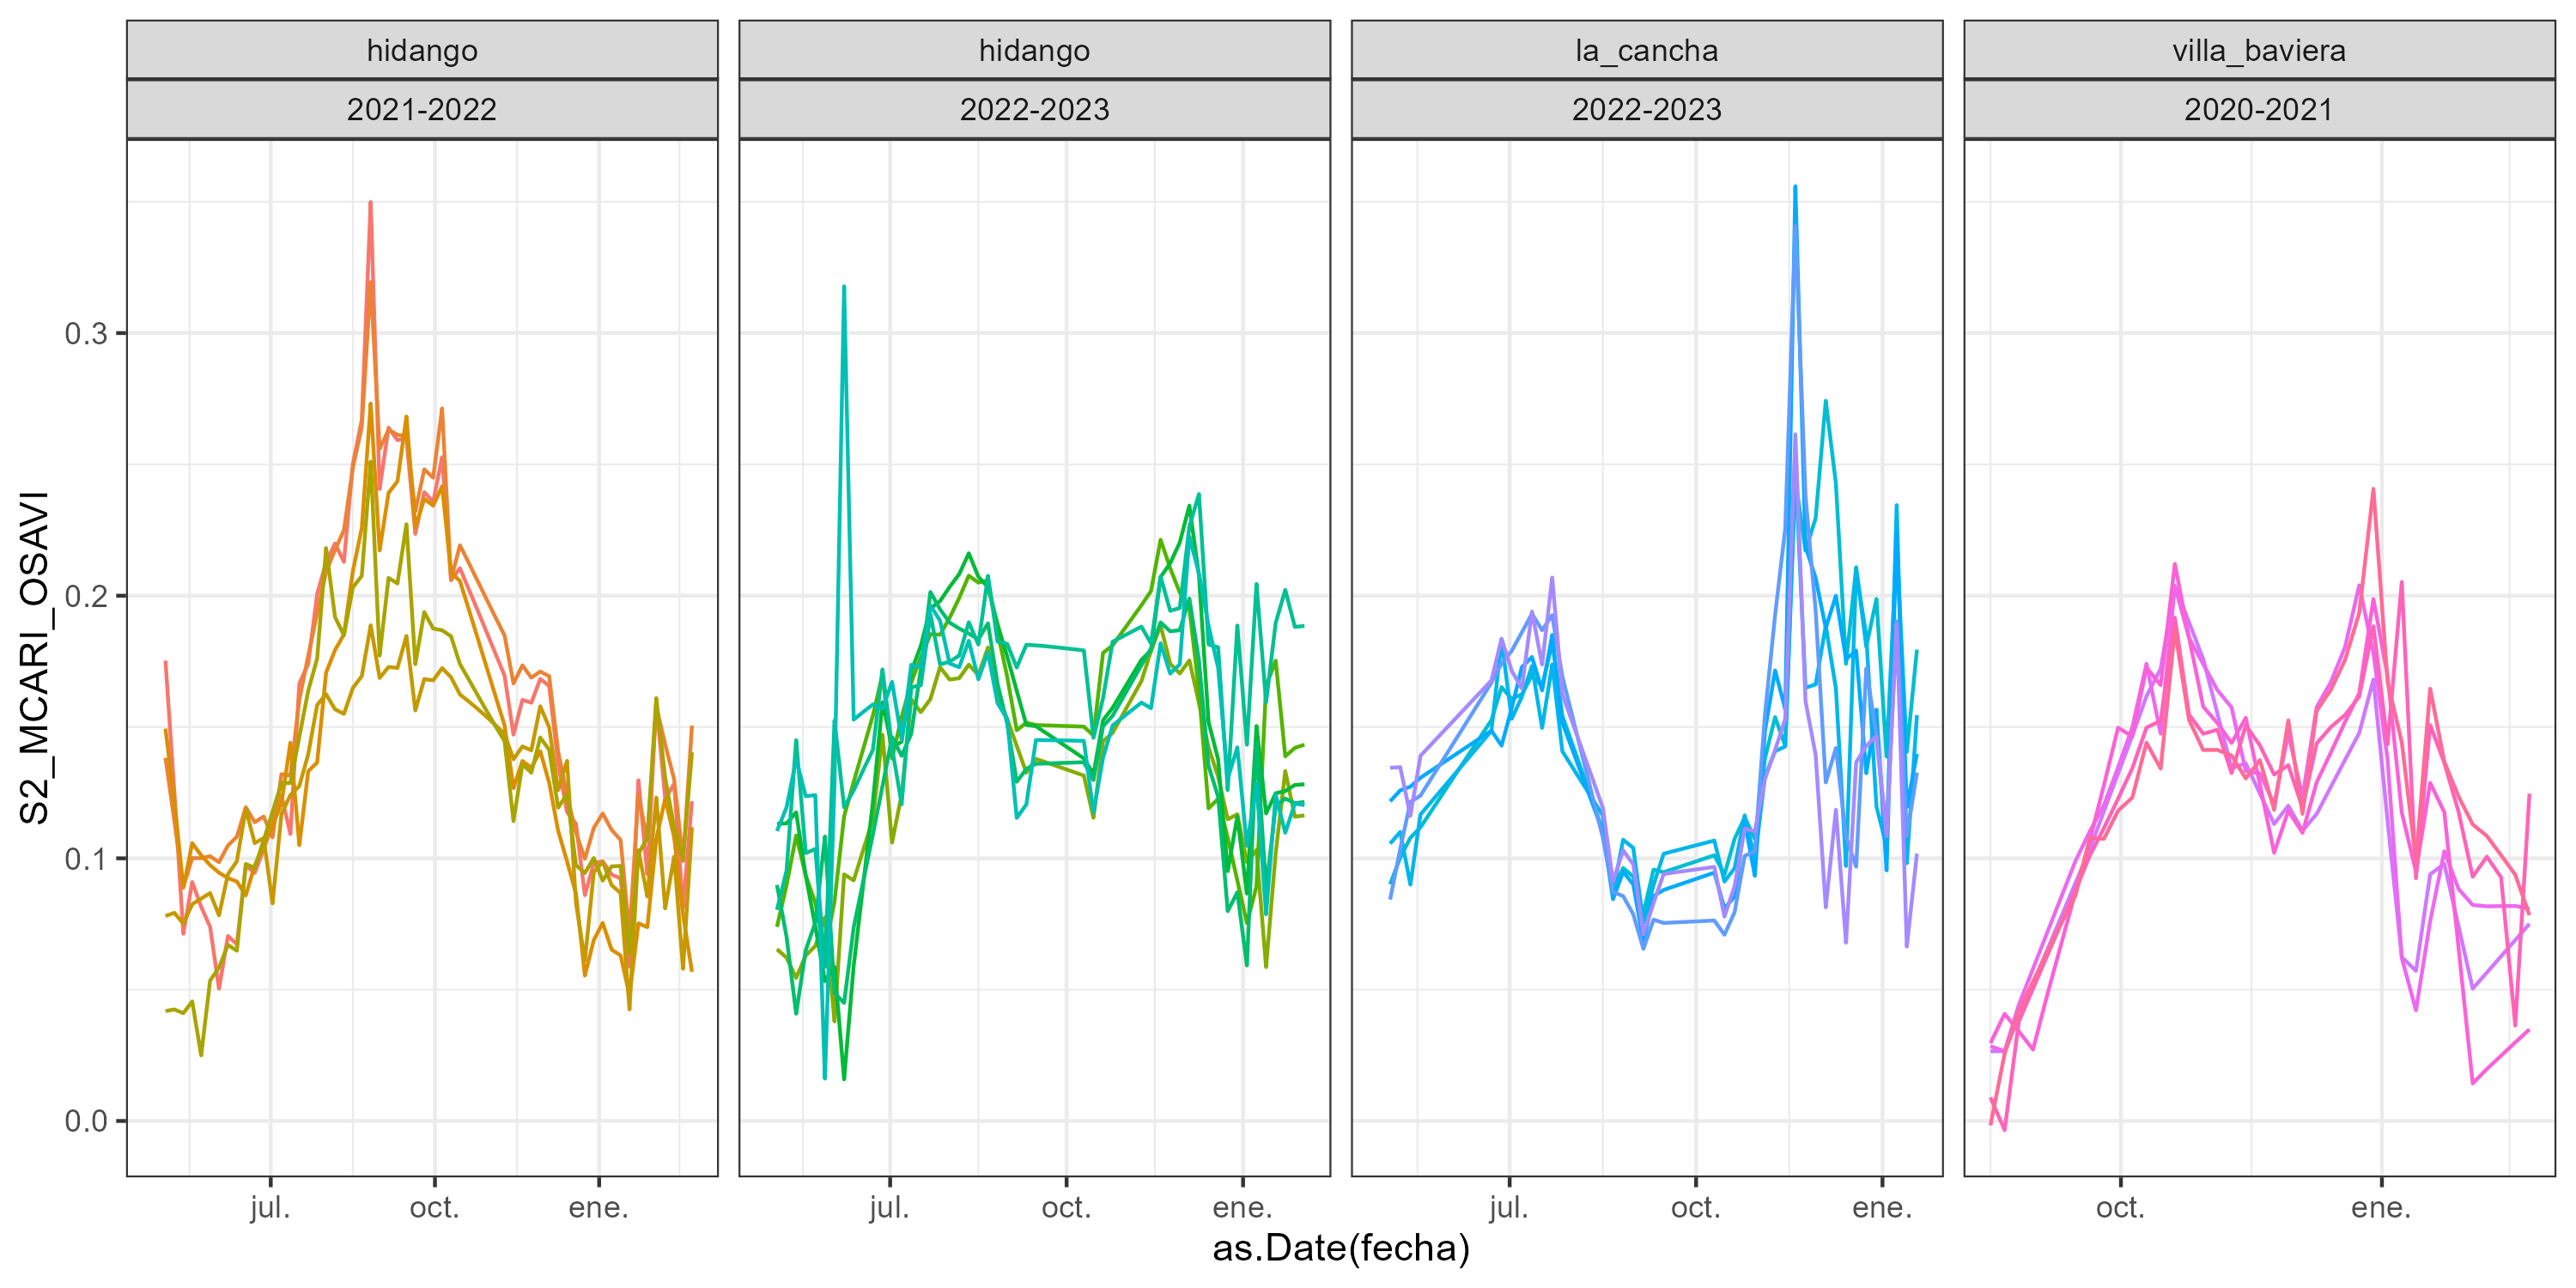 hidango hidango la_cancha villa_baviera
2021-2022 2022-2023 2022-2023 2020-2021
S2_MCARI_OSAVI
0.3
0.2
0.1
0.0
jul. oct. ene. jul. oct. ene. jul. oct. ene. oct. ene.
as.Date(fecha)